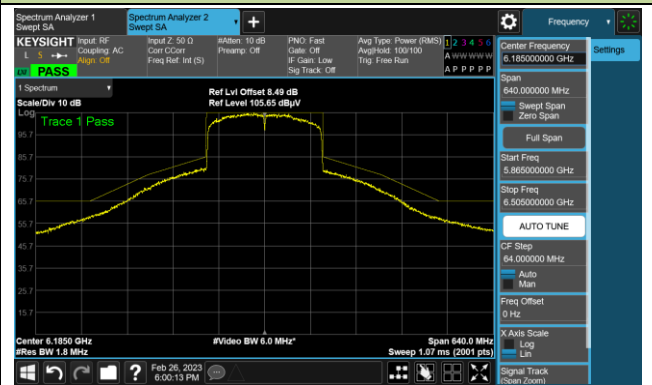 Spectrum Analyzer 1
Swept SA
Spectrum Analyzer 2
Swept SA
Frequency
KEYSIGHT
L S
PASS
Input: RF
Coupling: AC
Align: Off
Input Z: 50 Ω
Corr CCorr
Freq Ref: Int (S)
#Atten: 10 dB
Preamp: Off
PNO: Fast
Gate: Off
IF Gain: Low
Sig Track: Off
Avg Type: Power (RMS)
Avg|Hold: 100/100
Trig: Free Run
1 2 3 4 5 6
A W W W W W
A P P P P P
1 Spectrum
Scale/Div 10 dB
Ref Lvl Offset 8.49 dB
Ref Level 105.65 dBµV
Log
Trace 1 Pass
95.7
85.7
75.7
65.7
55.7
45.7
35.7
25.7
15.7
Center 6.1850 GHz
#Res BW 1.8 MHz
#Video BW 6.0 MHz*
Span 640.0 MHz
Sweep 1.07 ms (2001 pts)
Feb 26, 2023
6:00:13 PM
Center Frequency
6.185000000 GHz
Settings
Span
640.000000 MHz
Swept Span
Zero Span
Full Span
Start Freq
5.865000000 GHz
Stop Freq
6.505000000 GHz
AUTO TUNE
CF Step
64.000000 MHz
Auto
Man
Freq Offset
0 Hz
X Axis Scale
Log
Lin
Signal Track
(Span Zoom)